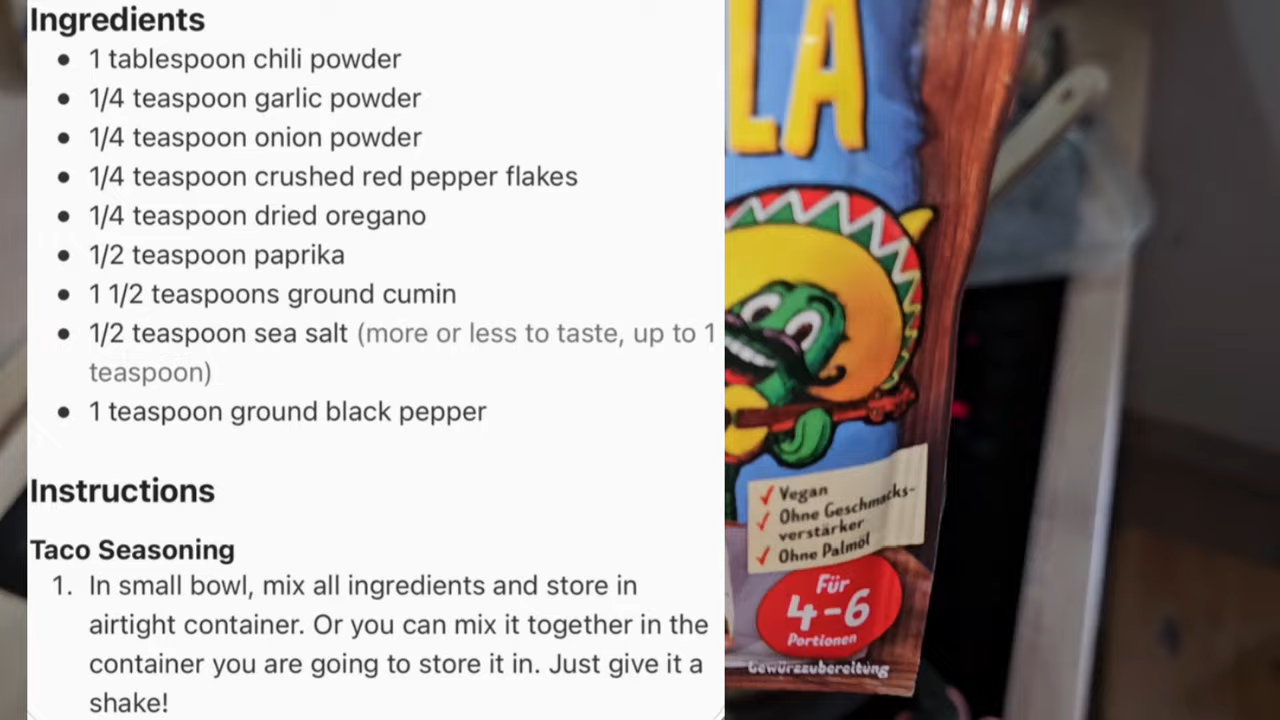 Ingredients
• 1 tablespoon chili powder
• 1/4 teaspoon garlic powder
• 1/4 teaspoon onion powder
• 1/4 teaspoon crushed red pepper flakes
• 1/4 teaspoon dried oregano
• 1/2 teaspoon paprika
• 1 1/2 teaspoons ground cumin
• 1/2 teaspoon sea salt (more or less to taste, up to 1
teaspoon)
• 1 teaspoon ground black pepper
Instructions
Taco Seasoning
1. In small bowl, mix all ingredients and store in
airtight container. Or you can mix it together in the
container you are going to store it in. Just give it a
shake!
LA
✓ Vegan
✓ Ohne Geschmacks-
verstärker
✓ Ohne Palmöl
Für
4-6
Portionen
Gewürzzubereitung